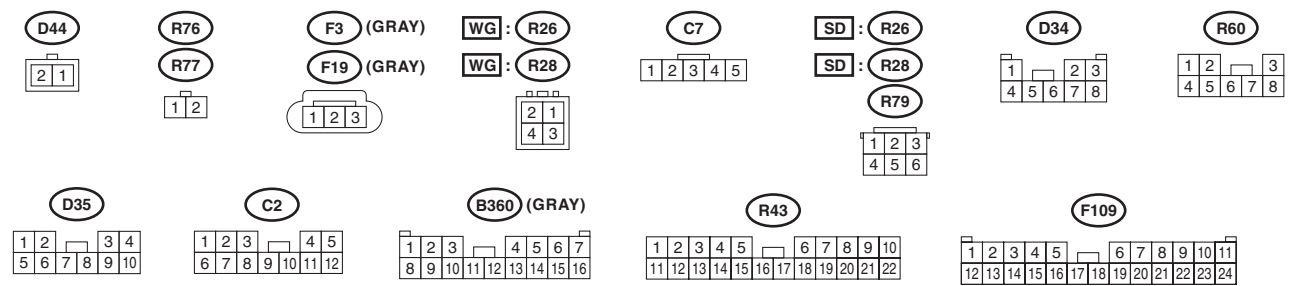 D44
2 1
R76
R77
1 2
F3 (GRAY)
F19 (GRAY)
1 2 3
WG : R26
WG : R28
2 1
4 3
C7
1 2 3 4 5
SD : R26
SD : R28
R79
1 2 3
4 5 6
D34
1 2 3
4 5 6 7 8
R60
1 2 3
4 5 6 7 8
D35
1 2 3 4
5 6 7 8 9 10
C2
1 2 3 4 5
6 7 8 9 10 11 12
B360 (GRAY)
1 2 3 4 5 6 7
8 9 10 11 12 13 14 15 16
R43
1 2 3 4 5 6 7 8 9 10
11 12 13 14 15 16 17 18 19 20 21 22
F109
1 2 3 4 5 6 7 8 9 10 11
12 13 14 15 16 17 18 19 20 21 22 23 24